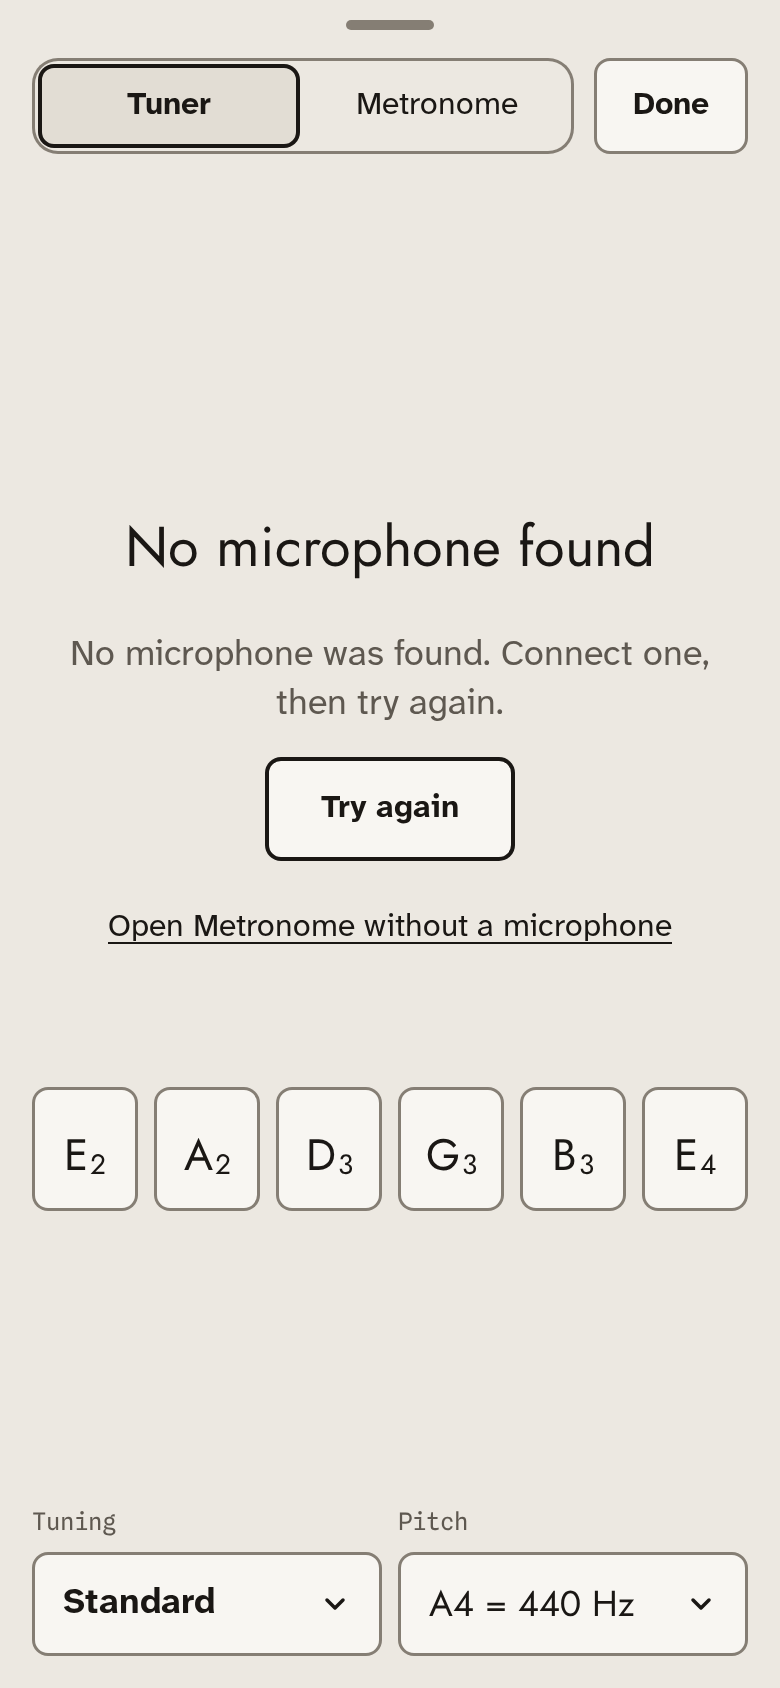 Tuner Metronome Done
No microphone found
No microphone was found. Connect one,
then try again.
Try again
Open Metronome without a microphone
E2 A2 D3 G3 B3 E4
Tuning Pitch
Standard A4 = 440 Hz